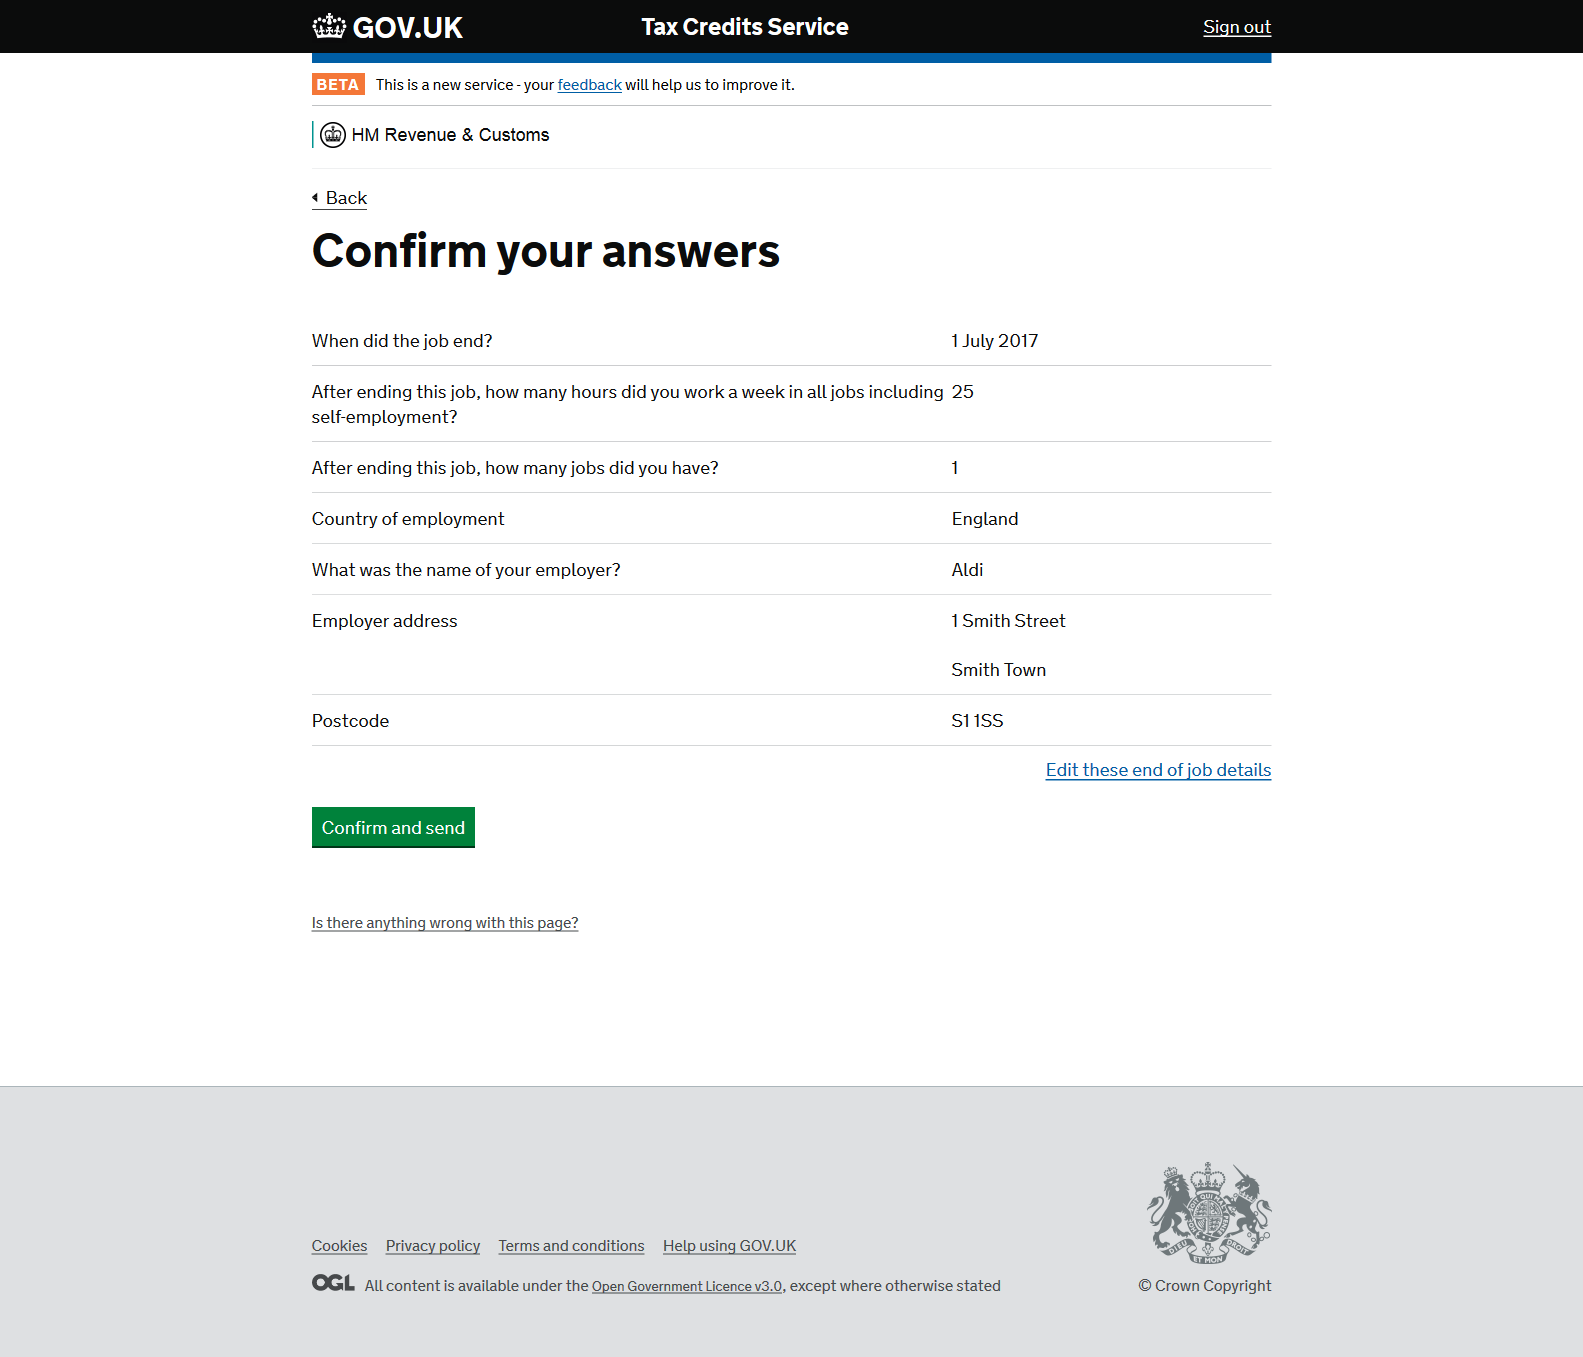 GOV.UK Tax Credits Service Sign out
BETA This is a new service - your feedback will help us to improve it.
HM Revenue & Customs
Back
Confirm your answers
When did the job end? 1 July 2017
After ending this job, how many hours did you work a week in all jobs including 25
self-employment?
After ending this job, how many jobs did you have? 1
Country of employment England
What was the name of your employer? Aldi
Employer address 1 Smith Street
Smith Town
Postcode S1 1SS
Edit these end of job details
Confirm and send
Is there anything wrong with this page?
Cookies Privacy policy Terms and conditions Help using GOV.UK
DIEU ET MON DROIT
OGL All content is available under the Open Government Licence v3.0, except where otherwise stated
© Crown Copyright